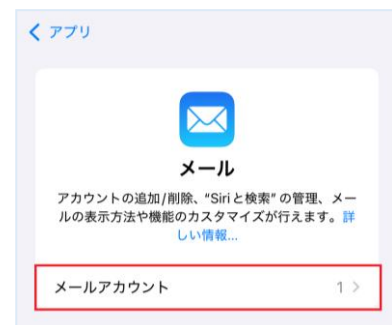 アプリ
メール
アカウントの追加/削除、“Siriと検索” の管理、メー
ルの表示方法や機能のカスタマイズが行えます。詳
しい情報...
メールアカウント 1